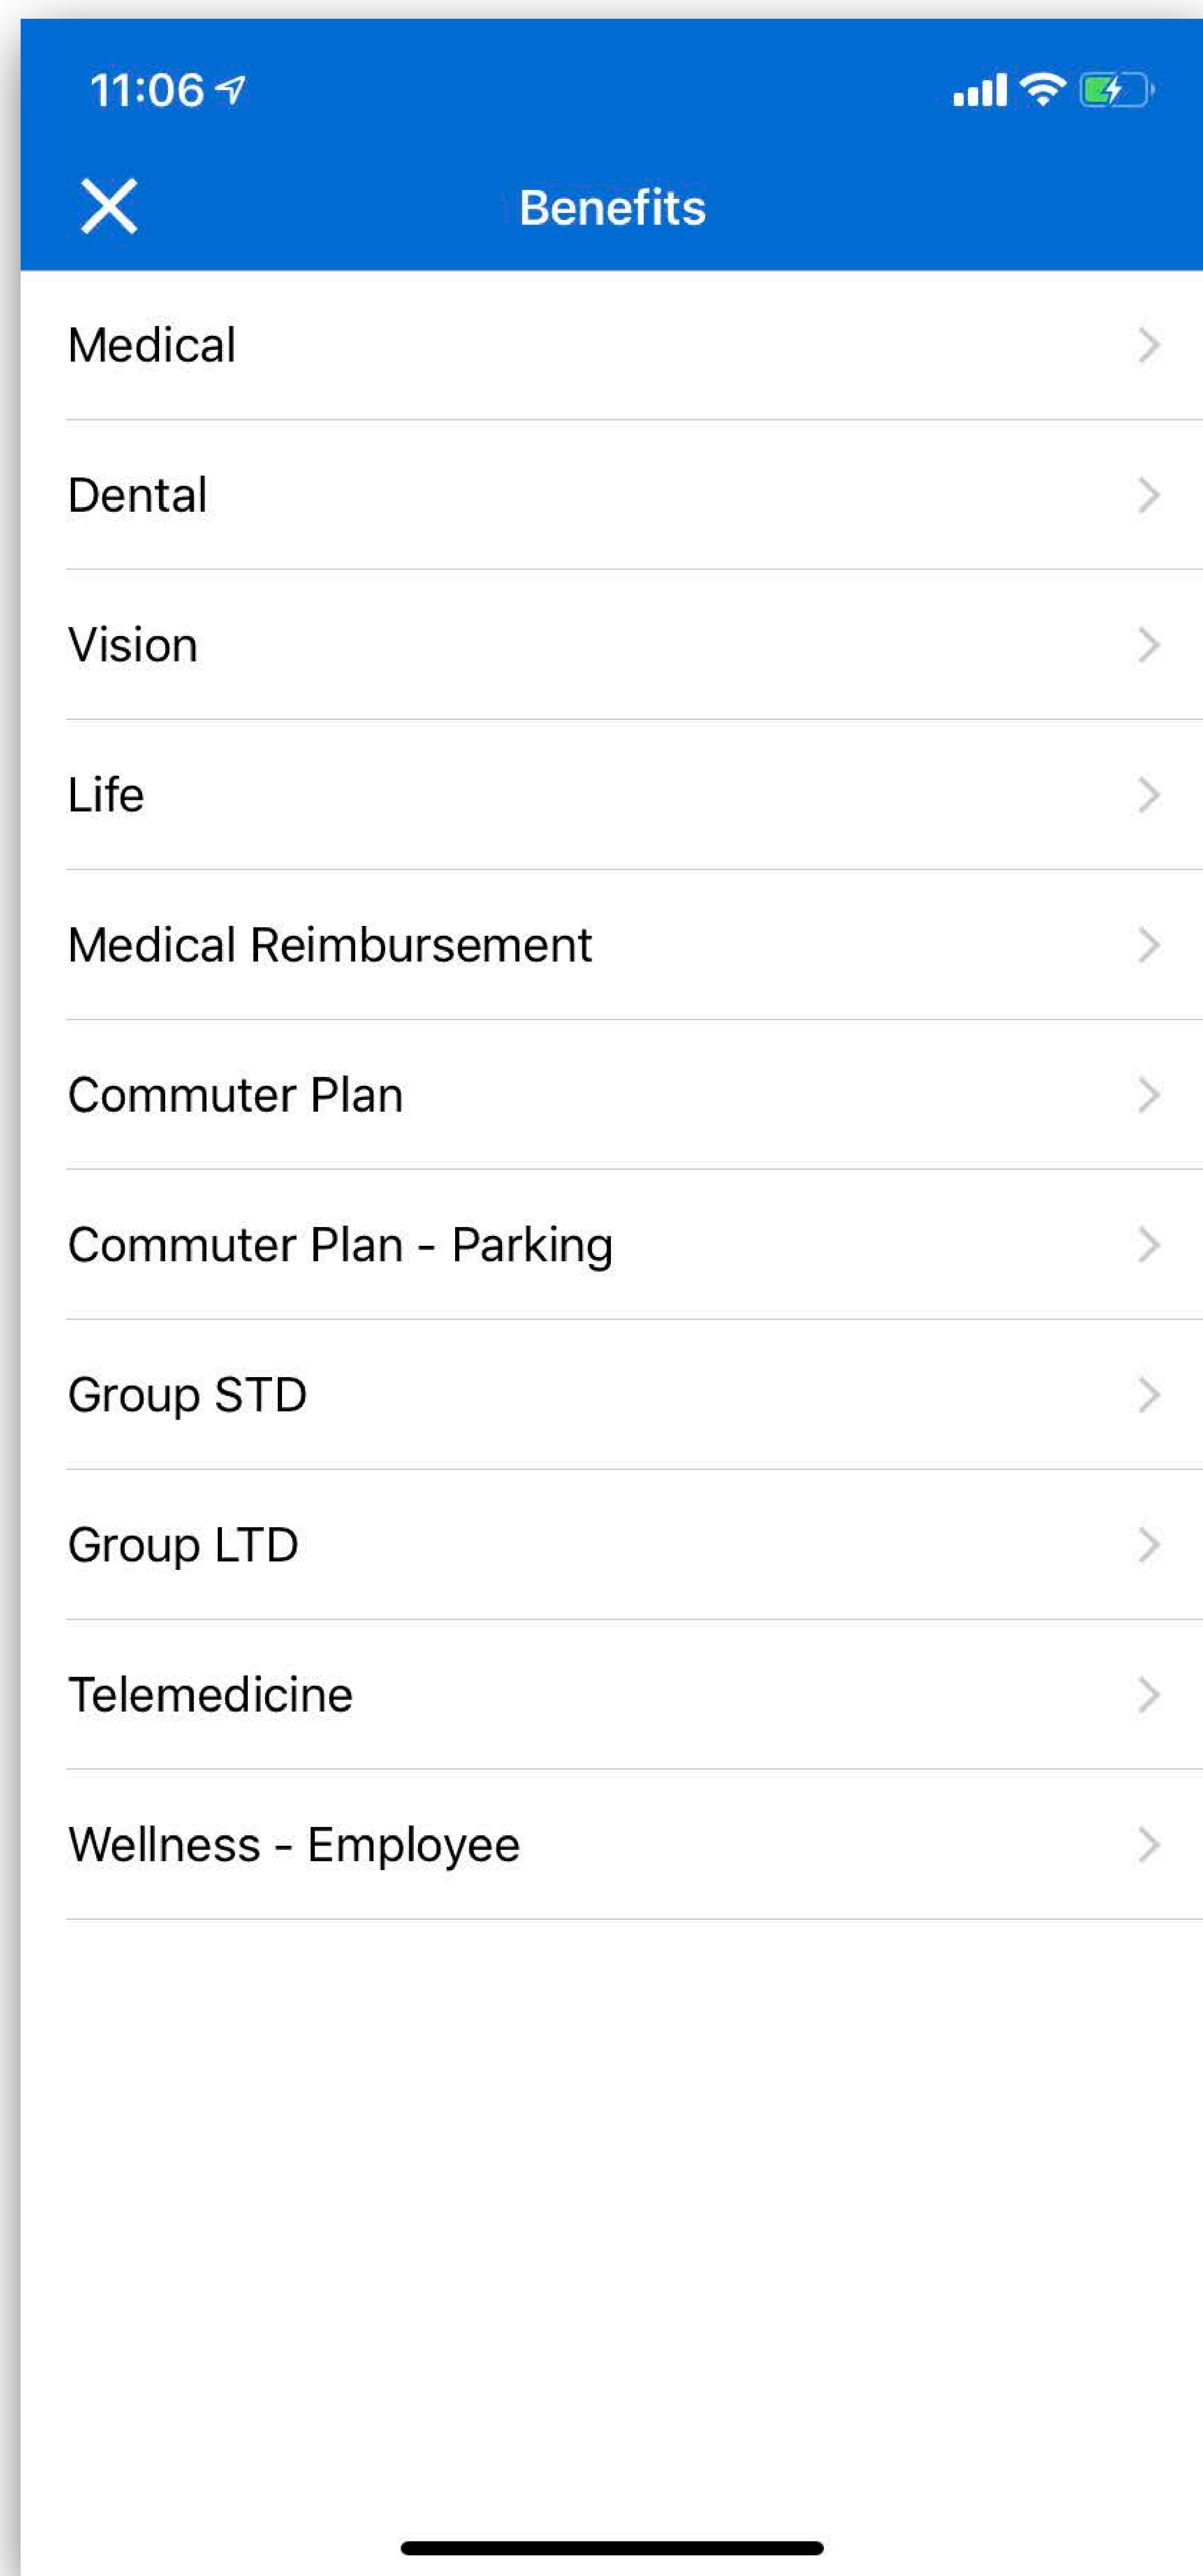 11:06
Benefits
Medical
Dental
Vision
Life
Medical Reimbursement
Commuter Plan
Commuter Plan - Parking
Group STD
Group LTD
Telemedicine
Wellness - Employee